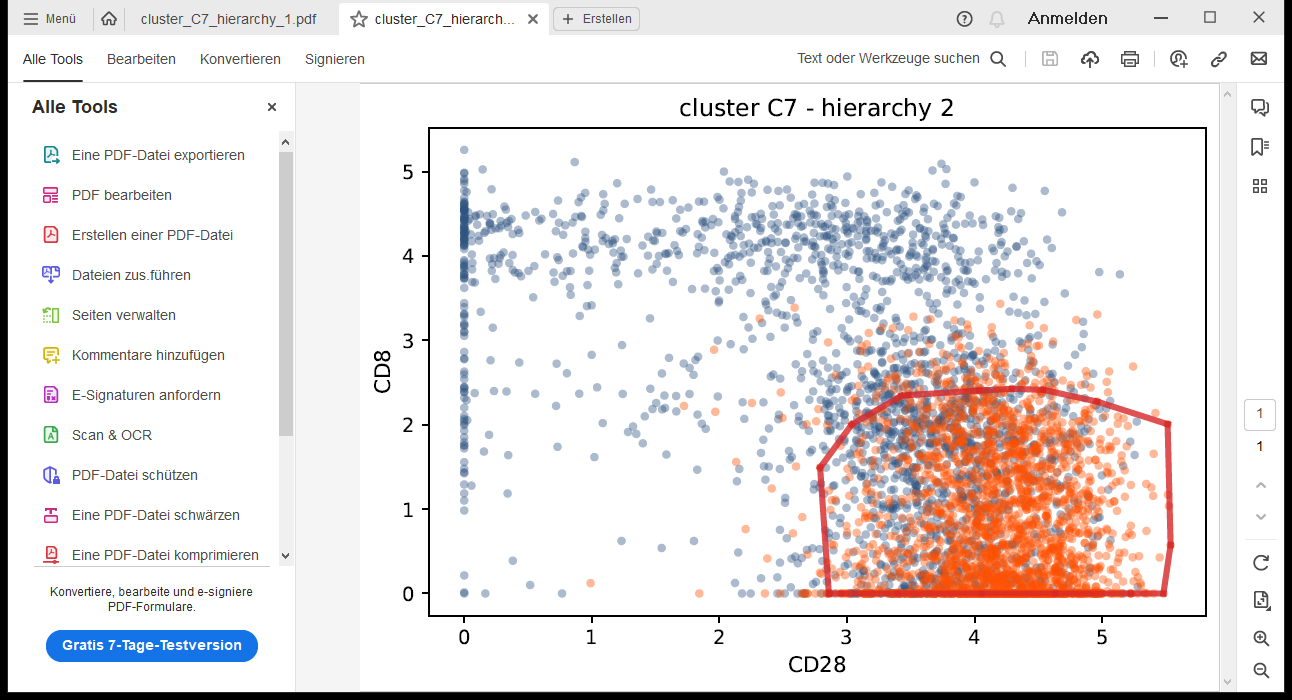 Menü
cluster_C7_hierarchy_1.pdf
cluster_C7_hierarch...
Erstellen
Anmelden
Alle Tools
Bearbeiten
Konvertieren
Signieren
Text oder Werkzeuge suchen
Alle Tools
Eine PDF-Datei exportieren
PDF bearbeiten
Erstellen einer PDF-Datei
Dateien zus.führen
Seiten verwalten
Kommentare hinzufügen
E-Signaturen anfordern
Scan & OCR
PDF-Datei schützen
Eine PDF-Datei schwärzen
Eine PDF-Datei komprimieren
Konvertiere, bearbeite und e-signiere
PDF-Formulare.
Gratis 7-Tage-Testversion
cluster C7 - hierarchy 2
CD8
5
4
3
2
1
0
0 1 2 3 4 5
CD28
1
1